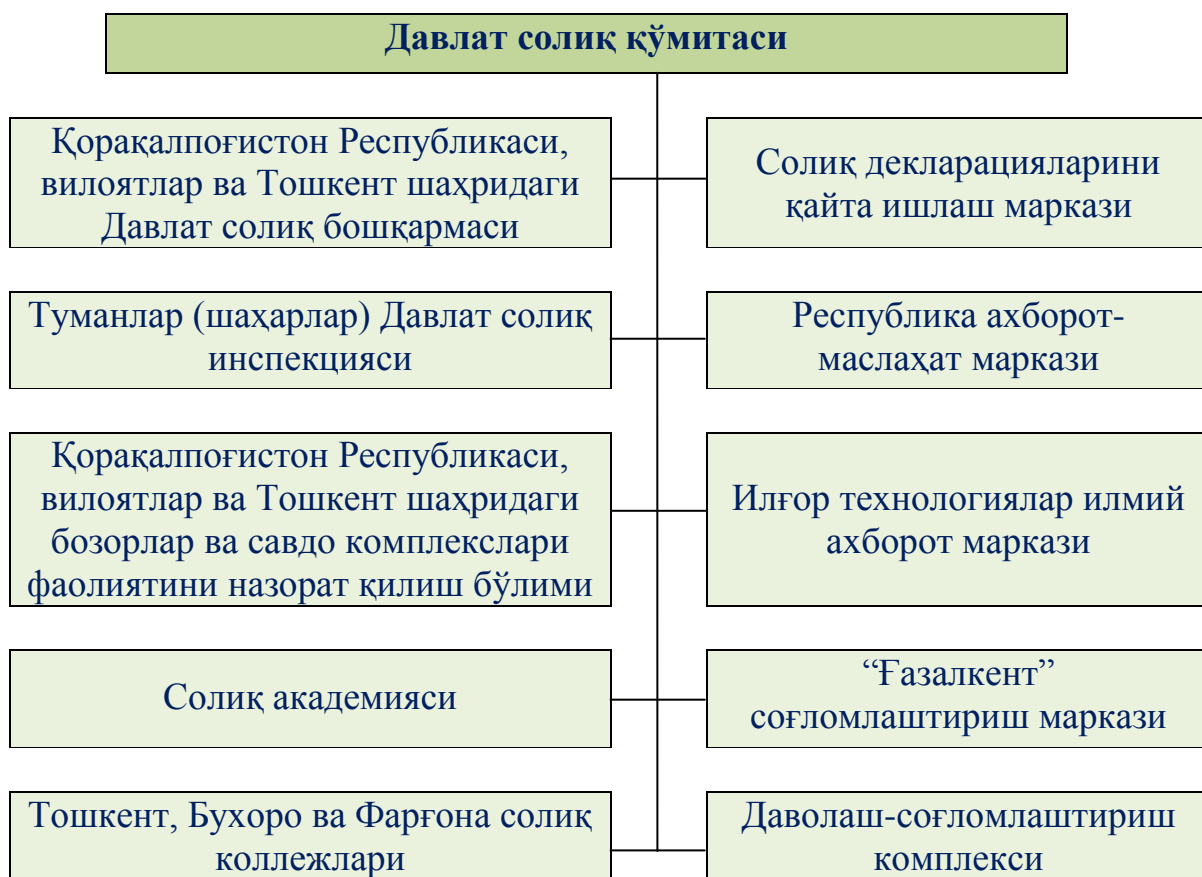 Давлат солиқ қўмитаси
Қорақалпоғистон Республикаси,
вилоятлар ва Тошкент шаҳридаги
Давлат солиқ бошқармаси
Солиқ декларацияларини
қайта ишлаш маркази
Туманлар (шаҳарлар) Давлат солиқ
инспекцияси
Республика ахборот-
маслаҳат маркази
Қорақалпоғистон Республикаси,
вилоятлар ва Тошкент шаҳридаги
бозорлар ва савдо комплекслари
фаолиятини назорат қилиш бўлими
Илғор технологиялар илмий
ахборот маркази
Солиқ академияси
“Ғазалкент”
соғломлаштириш маркази
Тошкент, Бухоро ва Фарғона солиқ
коллежлари
Даволаш-соғломлаштириш
комплекси